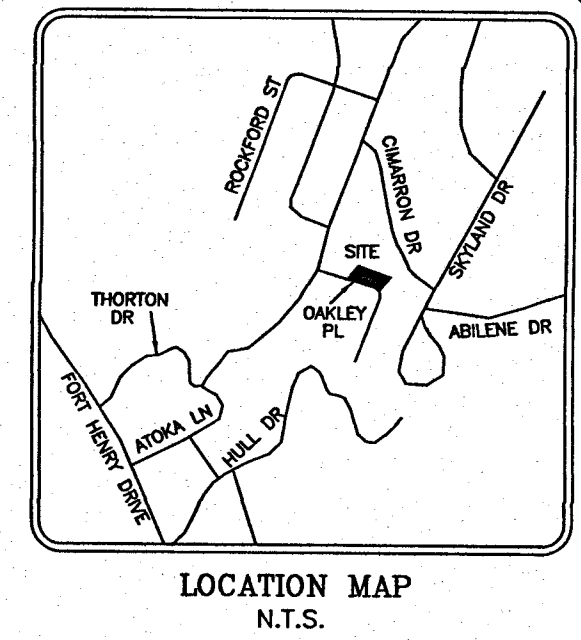 ROCKFORD ST
CIMARRON DR
SKYLAND DR
SITE
THORTON
DR
OAKLEY
PL
ABILENE DR
FORT HENRY DRIVE
ATOKA LN
HULL DR
LOCATION MAP
N.T.S.